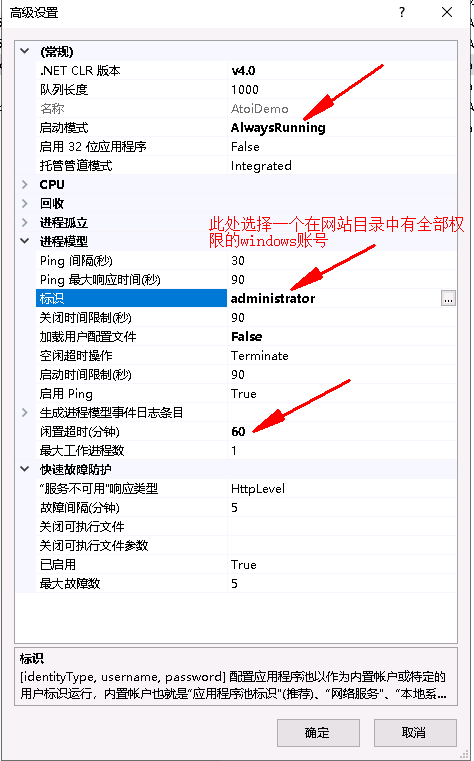 高级设置
?
(常规)
.NET CLR 版本 v4.0
队列长度 1000
名称 AtoiDemo
启动模式 AlwaysRunning
启用 32 位应用程序 False
托管管道模式 Integrated
CPU
回收
进程孤立
此处选择一个在网站目录中有全部权
限的windows账号
进程模型
Ping 间隔(秒) 30
Ping 最大响应时间(秒) 90
标识 administrator
...
关闭时间限制(秒) 90
加载用户配置文件 False
空闲超时操作 Terminate
启动时间限制(秒) 90
启用 Ping True
生成进程模型事件日志条目
闲置超时(分钟) 60
最大工作进程数 1
快速故障防护
“服务不可用”响应类型 HttpLevel
故障间隔(分钟) 5
关闭可执行文件
关闭可执行文件参数
已启用 True
最大故障数 5
标识
[identityType, username, password] 配置应用程序池以作为内置帐户或特定的
用户标识运行，内置帐户也就是“应用程序池标识”(推荐)、“网络服务”、“本地系...
确定
取消